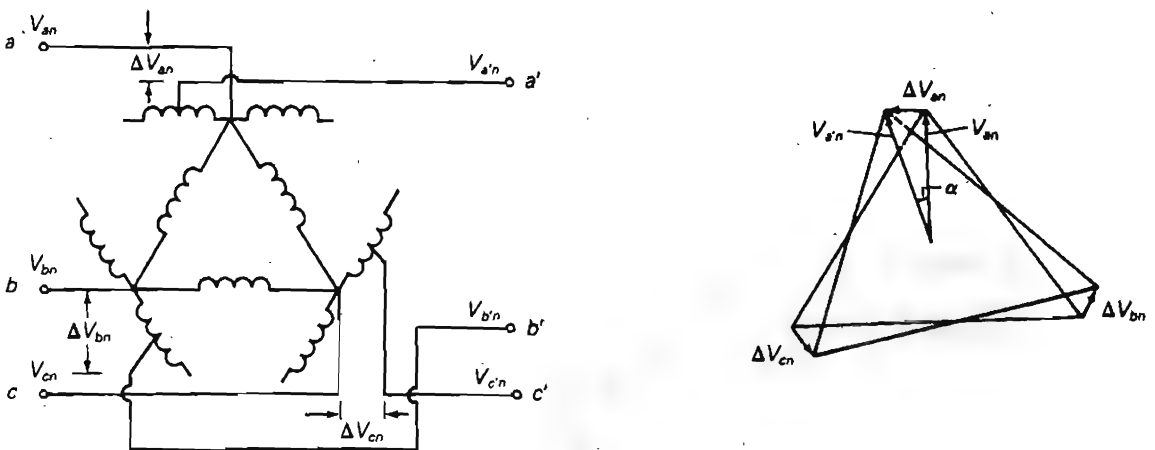 V_an
a
ΔV_an
V_a'n
a'
V_bn
b
ΔV_bn
V_cn
c
V_b'n
b'
V_c'n
c'
ΔV_cn
ΔV_an
V_a'n
V_an
α
ΔV_cn
ΔV_bn